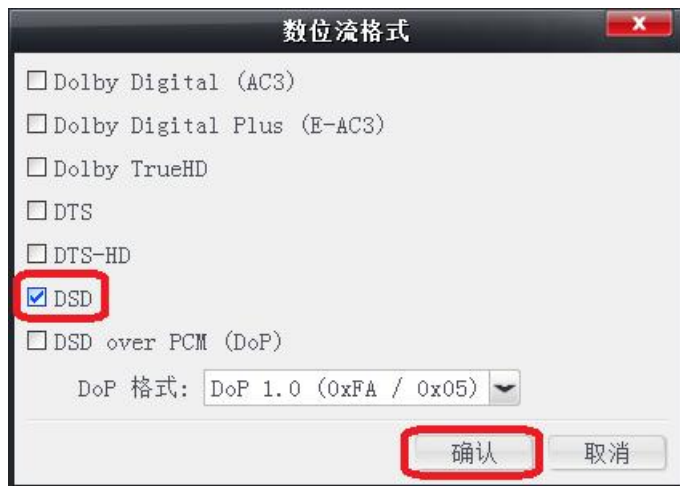 数位流格式
Dolby Digital (AC3)
Dolby Digital Plus (E-AC3)
Dolby TrueHD
DTS
DTS-HD
DSD
DSD over PCM (DoP)
DoP 格式: DoP 1.0 (0xFA / 0x05)
确认 取消